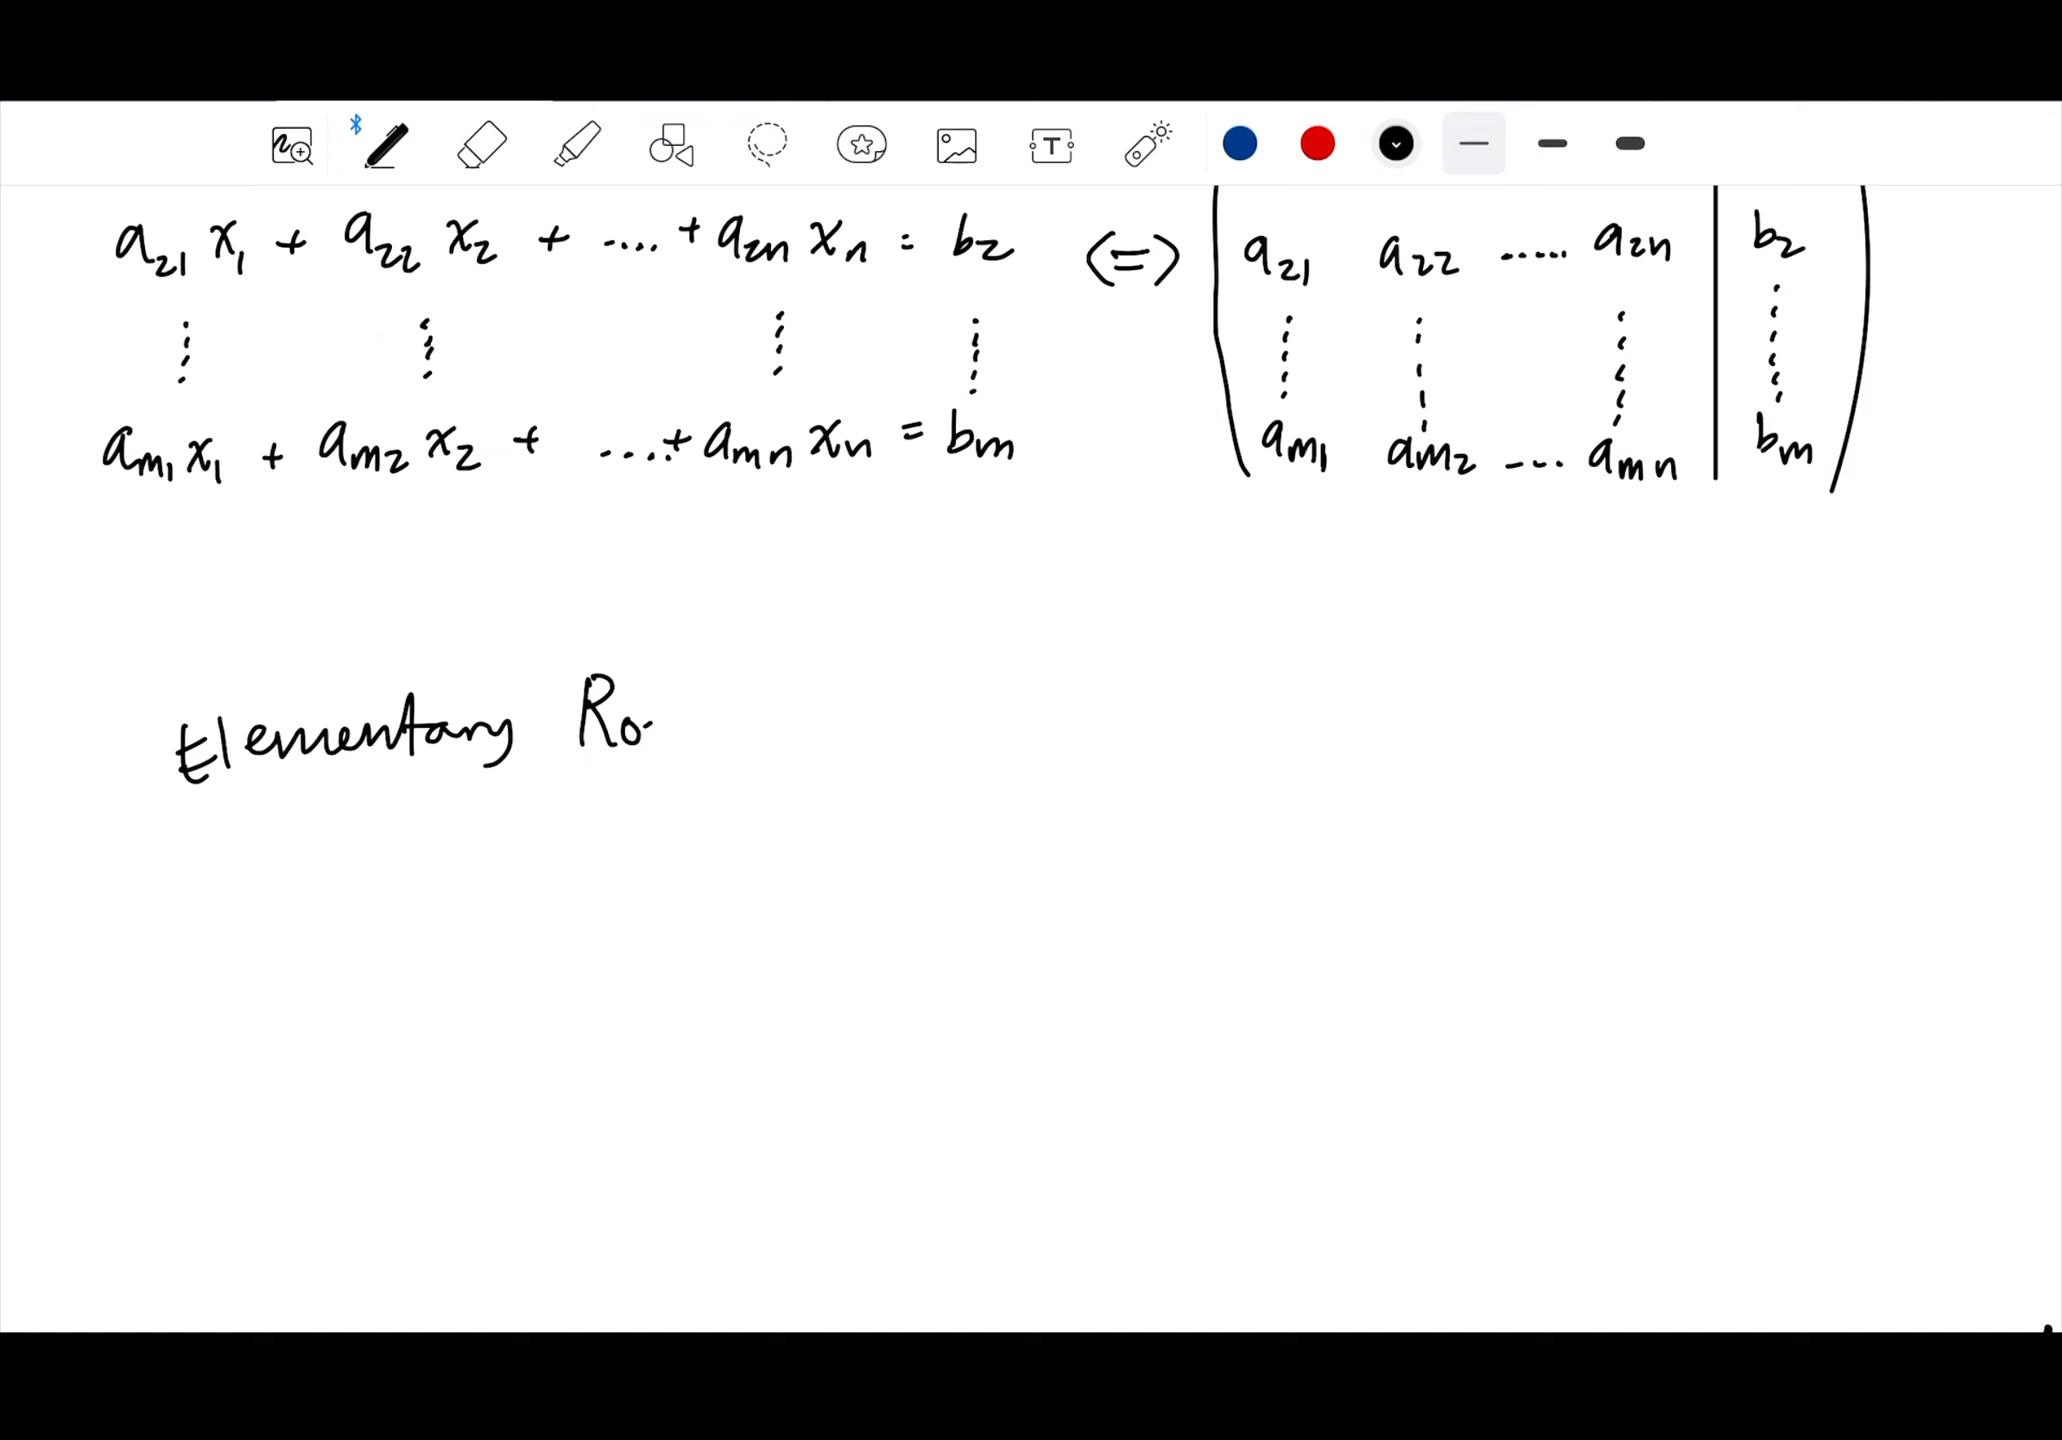 a₂₁ x₁ + a₂₂ x₂ + .... + a₂ₙ xₙ = b₂ <=> a₂₁ a₂₂ ..... a₂ₙ | b₂
⋮ ⋮ ⋮ ⋮ ⋮ ⋮ ⋮ | ⋮
aₘ₁ x₁ + aₘ₂ x₂ + ....+ aₘₙ xₙ = bₘ aₘ₁ aₘ₂ .... aₘₙ | bₘ
Elementary Ro